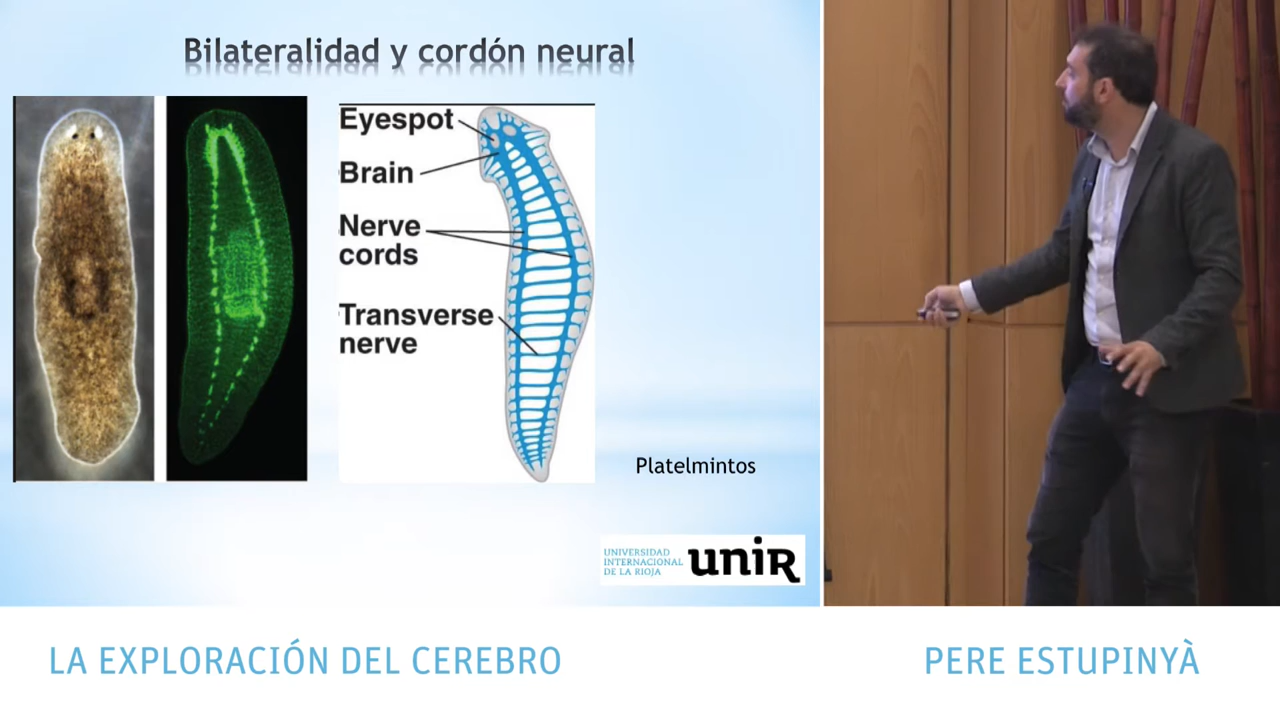 Bilateralidad y cordón neural
Eyespot
Brain
Nerve
cords
Transverse
nerve
Platelmintos
UNIVERSIDAD
INTERNACIONAL
DE LA RIOJA
unir
LA EXPLORACIÓN DEL CEREBRO
PERE ESTUPINYÀ